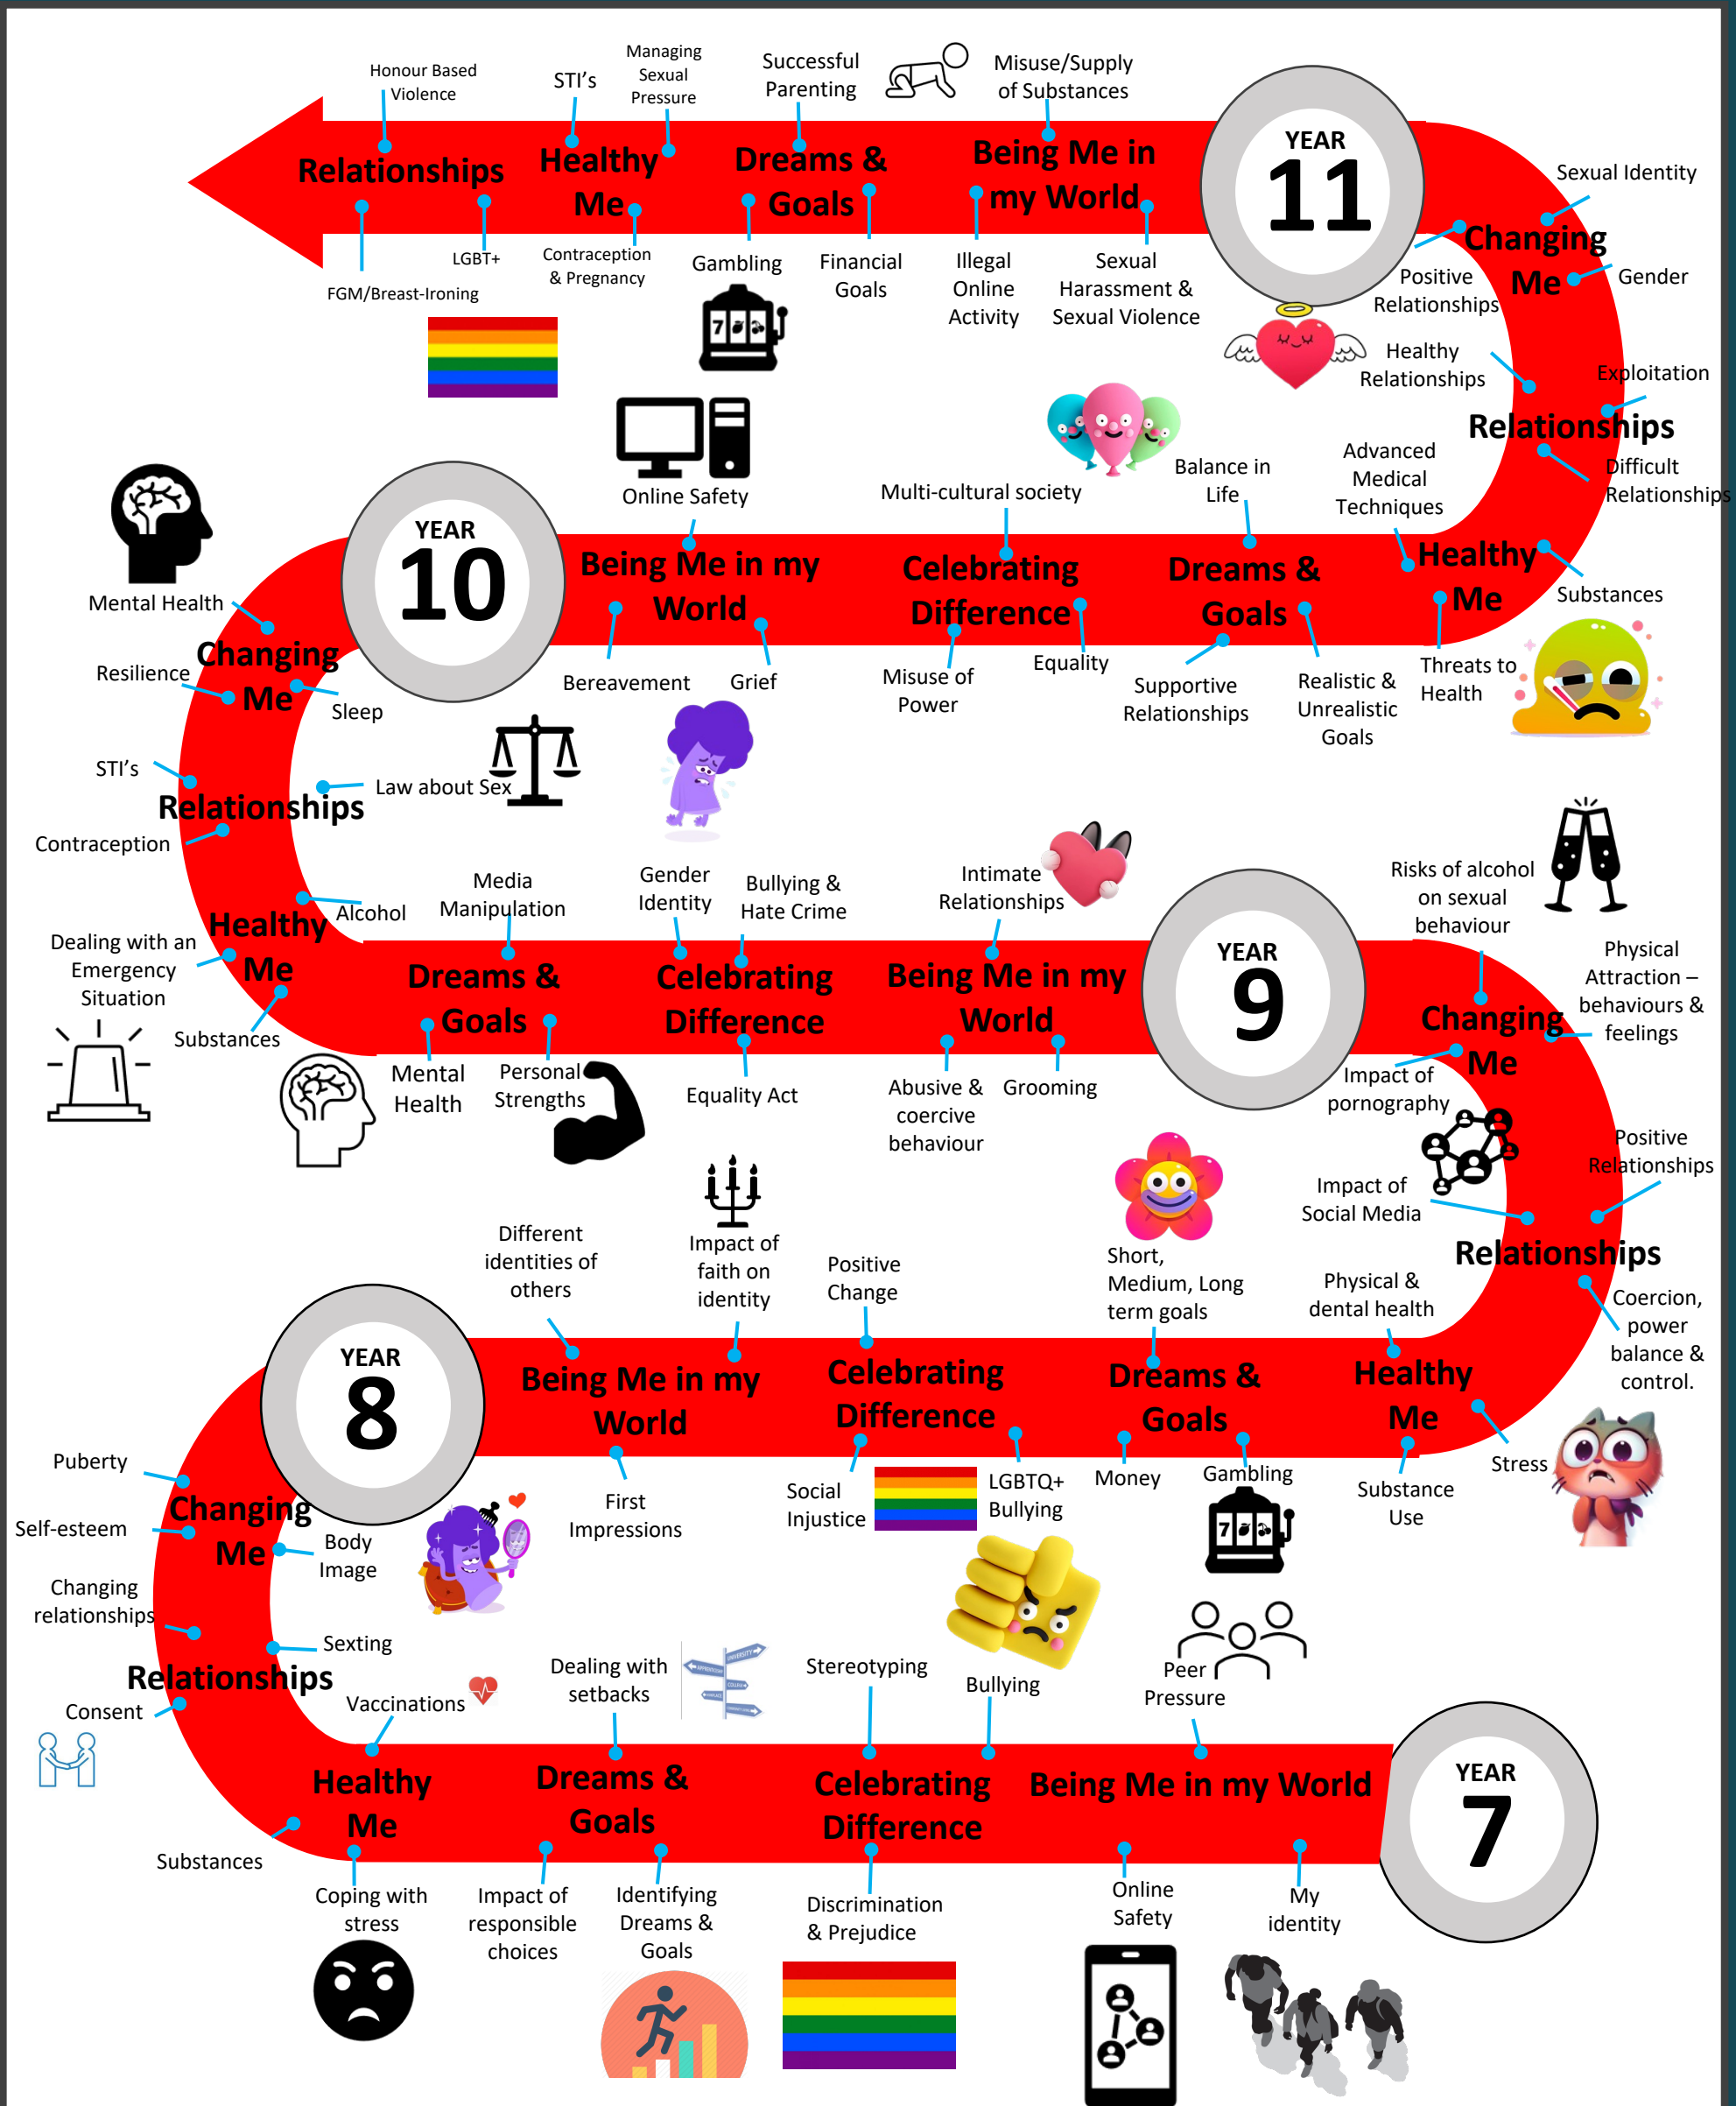 Honour Based
Violence
STI's
Managing
Sexual
Pressure
Successful
Parenting
Misuse/Supply
of Substances
YEAR
11
Relationships
Healthy
Me
Dreams &
Goals
Being Me in
my World
FGM/Breast-Ironing
LGBT+
Contraception
& Pregnancy
Gambling
Financial
Goals
Illegal
Online
Activity
Sexual
Harassment &
Sexual Violence
Sexual Identity
Changing
Me
Positive
Relationships
Gender
Healthy
Relationships
Exploitation
Relationships
Difficult
Relationships
Advanced
Medical
Techniques
Healthy
Me
Substances
Threats to
Health
Balance in
Life
Dreams &
Goals
Supportive
Relationships
Realistic &
Unrealistic
Goals
Multi-cultural society
Celebrating
Difference
Misuse of
Power
Equality
Online Safety
Being Me in my
World
Bereavement
Grief
YEAR
10
Mental Health
Changing
Me
Resilience
Sleep
STI's
Law about Sex
Relationships
Contraception
Alcohol
Healthy
Me
Dealing with an
Emergency
Situation
Substances
Media
Manipulation
Dreams &
Goals
Mental
Health
Personal
Strengths
Gender
Identity
Bullying &
Hate Crime
Celebrating
Difference
Equality Act
Intimate
Relationships
Being Me in my
World
Abusive &
coercive
behaviour
Grooming
YEAR
9
Risks of alcohol
on sexual
behaviour
Physical
Attraction –
behaviours &
feelings
Changing
Me
Impact of
pornography
Positive
Relationships
Impact of
Social Media
Relationships
Coercion,
power
balance &
control.
Physical &
dental health
Healthy
Me
Stress
Substance
Use
Short,
Medium, Long
term goals
Dreams &
Goals
Money
Gambling
Positive
Change
Celebrating
Difference
Social
Injustice
LGBTQ+
Bullying
Different
identities of
others
Impact of
faith on
identity
Being Me in my
World
First
Impressions
YEAR
8
Puberty
Changing
Me
Self-esteem
Body
Image
Changing
relationships
Sexting
Relationships
Consent
Vaccinations
Healthy
Me
Substances
Coping with
stress
Dealing with
setbacks
UNIVERSITY
Dreams &
Goals
Impact of
responsible
choices
Identifying
Dreams &
Goals
Stereotyping
Bullying
Celebrating
Difference
Discrimination
& Prejudice
Peer
Pressure
Being Me in my World
Online
Safety
My
identity
YEAR
7